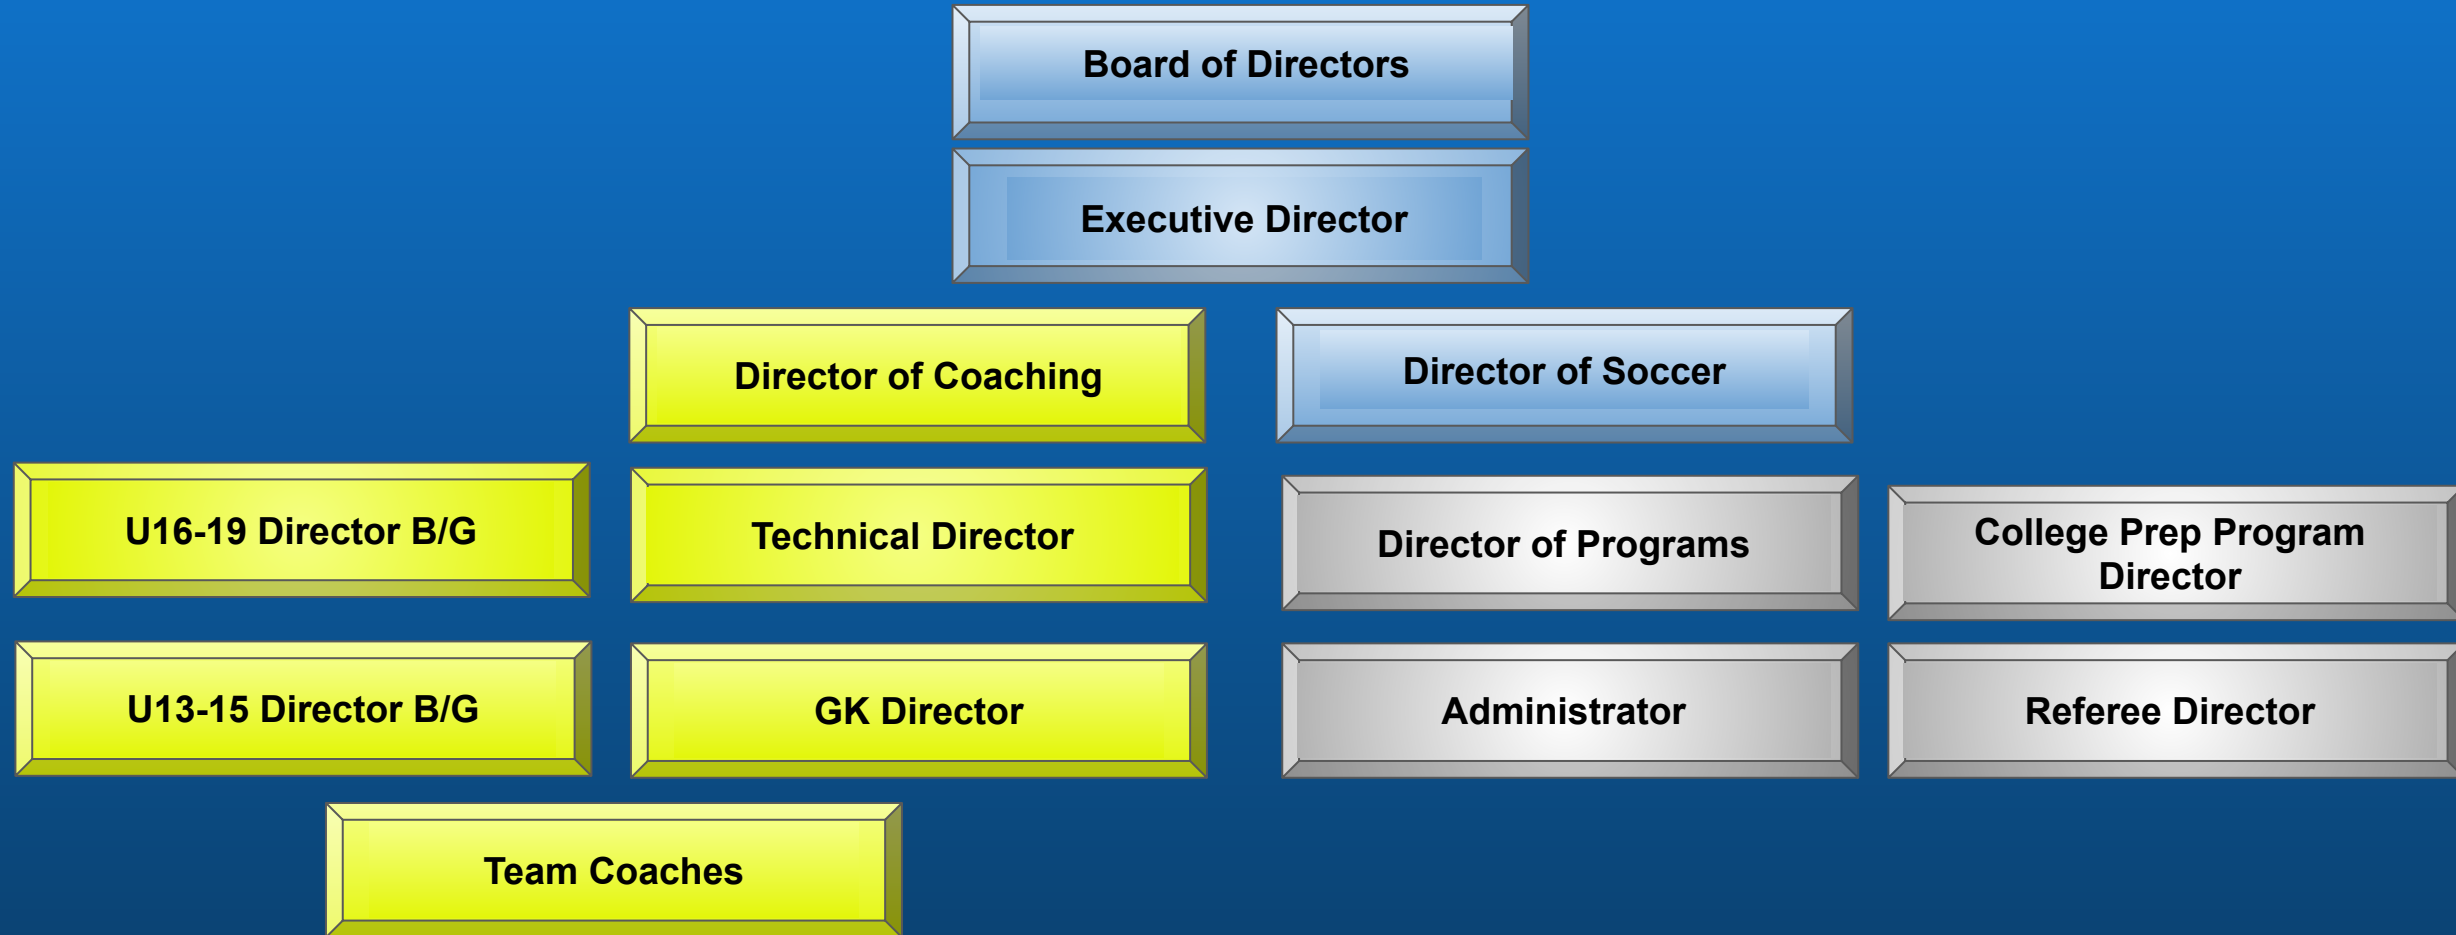 Board of Directors
Executive Director
Director of Coaching
Director of Soccer
U16-19 Director B/G
Technical Director
Director of Programs
College Prep Program
Director
U13-15 Director B/G
GK Director
Administrator
Referee Director
Team Coaches